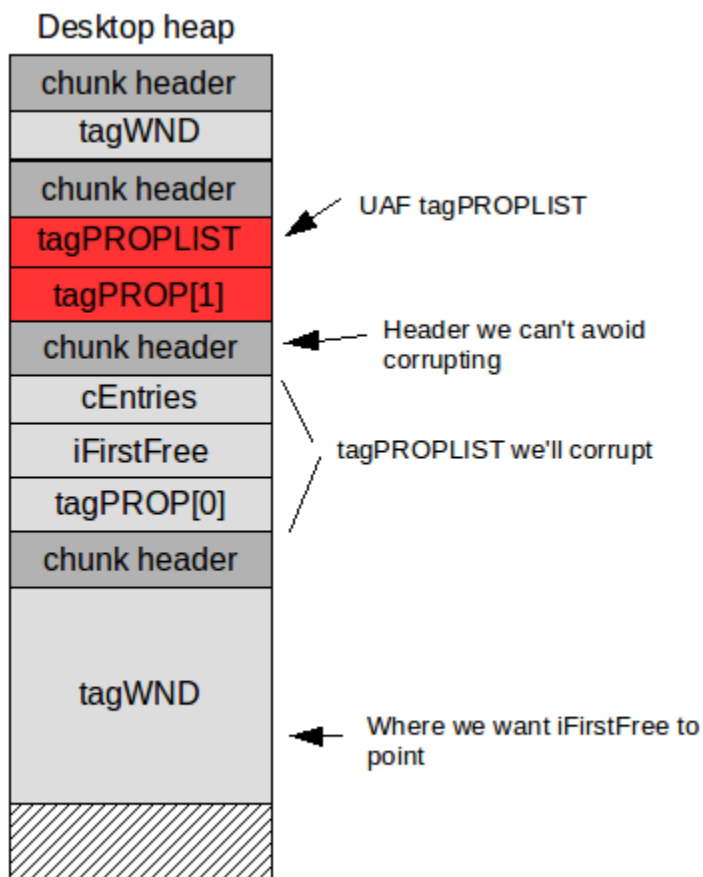 Desktop heap
chunk header
tagWND
chunk header
UAF tagPROPLIST
tagPROPLIST
tagPROP[1]
chunk header
Header we can't avoid
corrupting
cEntries
iFirstFree
tagPROPLIST we'll corrupt
tagPROP[0]
chunk header
tagWND
Where we want iFirstFree to
point